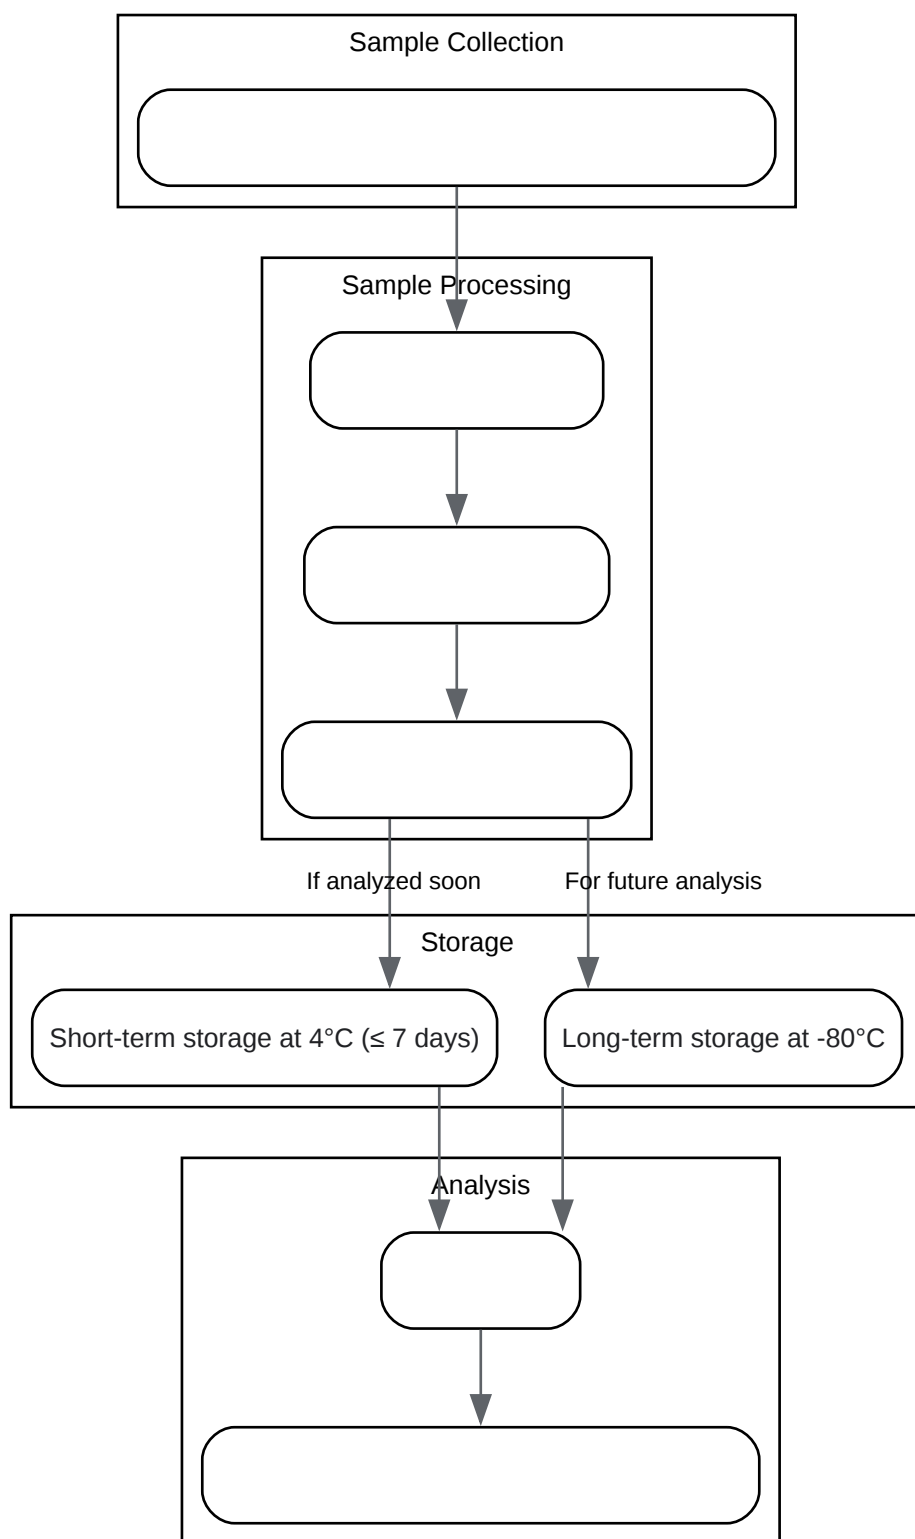 Sample Collection
Sample Processing
If analyzed soon
For future analysis
Storage
Short-term storage at 4°C (≤ 7 days)
Long-term storage at -80°C
Analysis